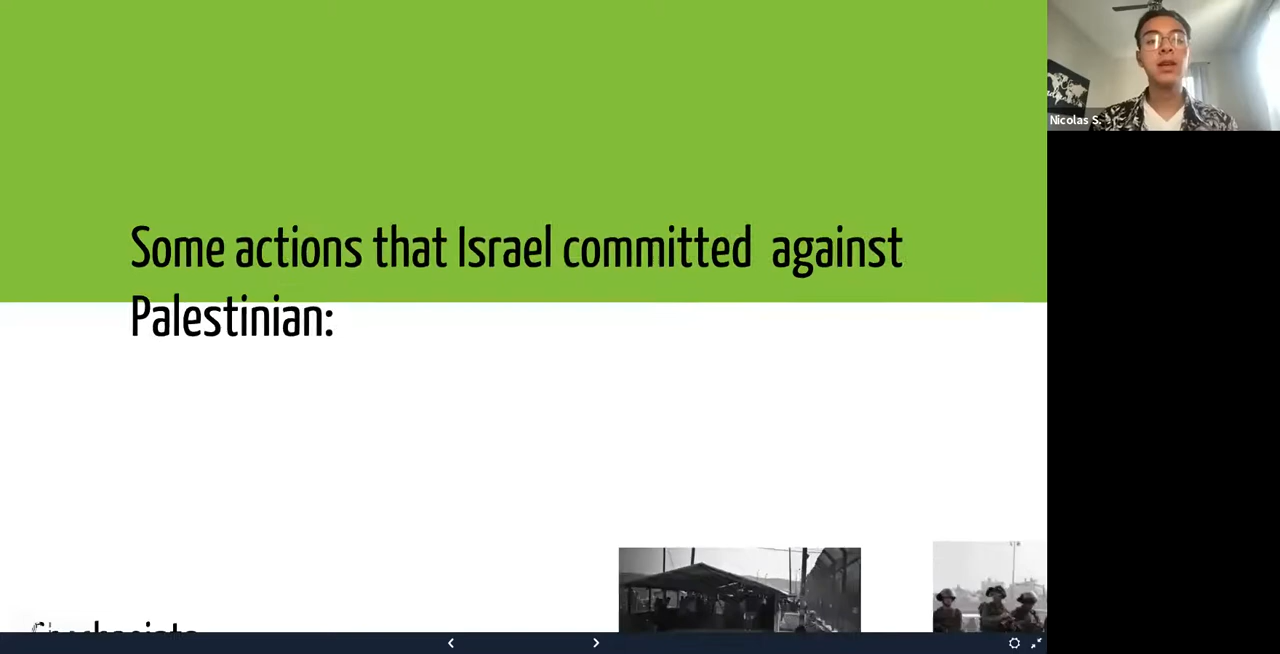 Some actions that Israel committed  against
Palestinian:
Nicolas S.